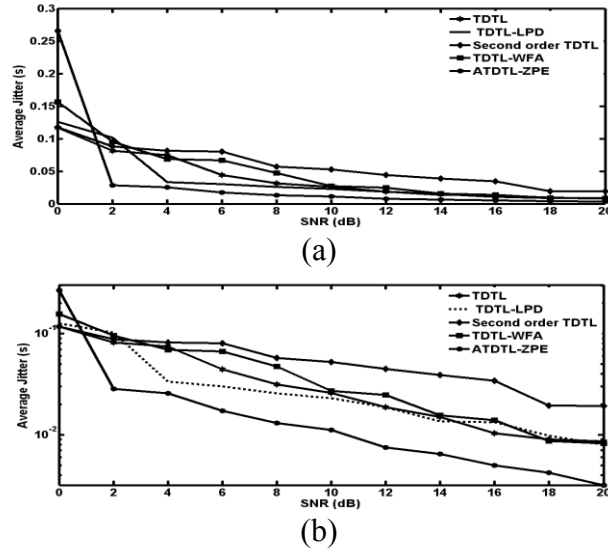 0.3
0.25
0.2
0.15
0.1
0.05
0
Average Jitter (s)
TDTL
TDTL-LPD
Second order TDTL
TDTL-WFA
ATDTL-ZPE
0 2 4 6 8 10 12 14 16 18 20
SNR (dB)
(a)
10⁻¹
10⁻²
Average Jitter (s)
TDTL
TDTL-LPD
Second order TDTL
TDTL-WFA
ATDTL-ZPE
0 2 4 6 8 10 12 14 16 18 20
SNR (dB)
(b)